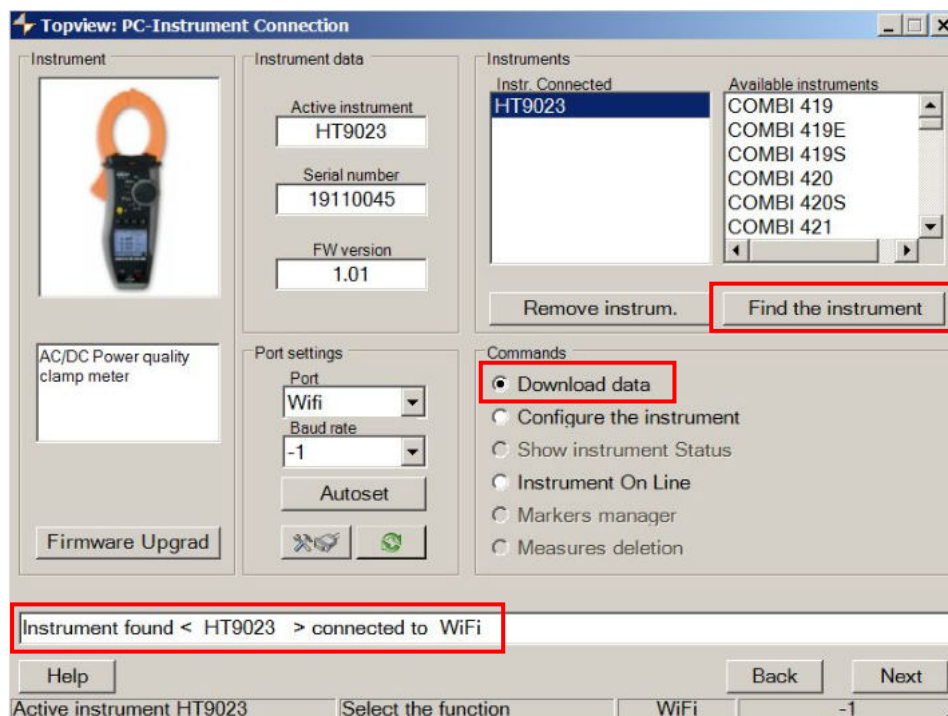 Topview: PC-Instrument Connection
Instrument
Instrument data
Active instrument
HT9023
Serial number
19110045
FW version
1.01
Instruments
Instr. Connected
HT9023
Available instruments
COMBI 419
COMBI 419E
COMBI 419S
COMBI 420
COMBI 420S
COMBI 421
Remove instrum.
Find the instrument
AC/DC Power quality
clamp meter
Firmware Upgrad
Port settings
Port
Wifi
Baud rate
-1
Autoset
Commands
Download data
Configure the instrument
Show instrument Status
Instrument On Line
Markers manager
Measures deletion
Instrument found < HT9023 > connected to WiFi
Help
Back
Next
Active instrument HT9023
Select the function
WiFi
-1